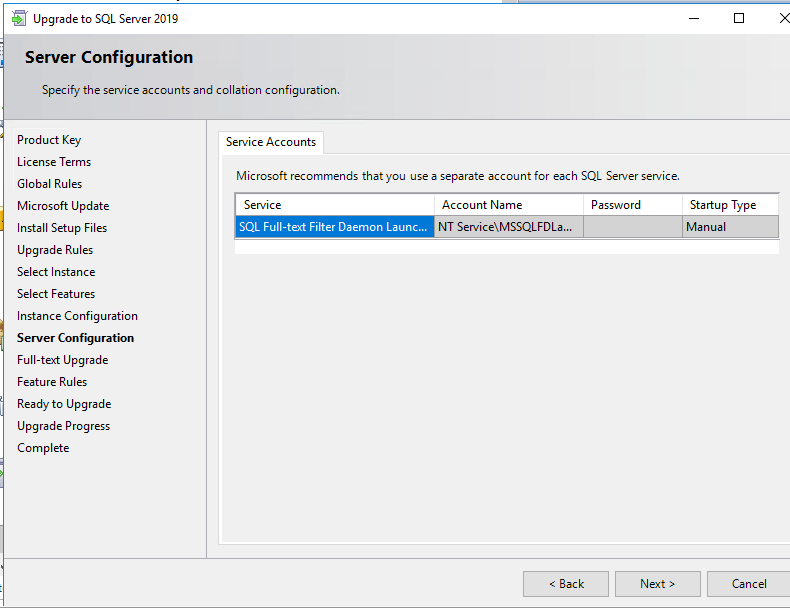 Upgrade to SQL Server 2019
Server Configuration
Specify the service accounts and collation configuration.
Product Key
License Terms
Global Rules
Microsoft Update
Install Setup Files
Upgrade Rules
Select Instance
Select Features
Instance Configuration
Server Configuration
Full-text Upgrade
Feature Rules
Ready to Upgrade
Upgrade Progress
Complete
Service Accounts
Microsoft recommends that you use a separate account for each SQL Server service.
Service Account Name Password Startup Type
SQL Full-text Filter Daemon Launc... NT Service\MSSQLFDLa... Manual
< Back Next > Cancel